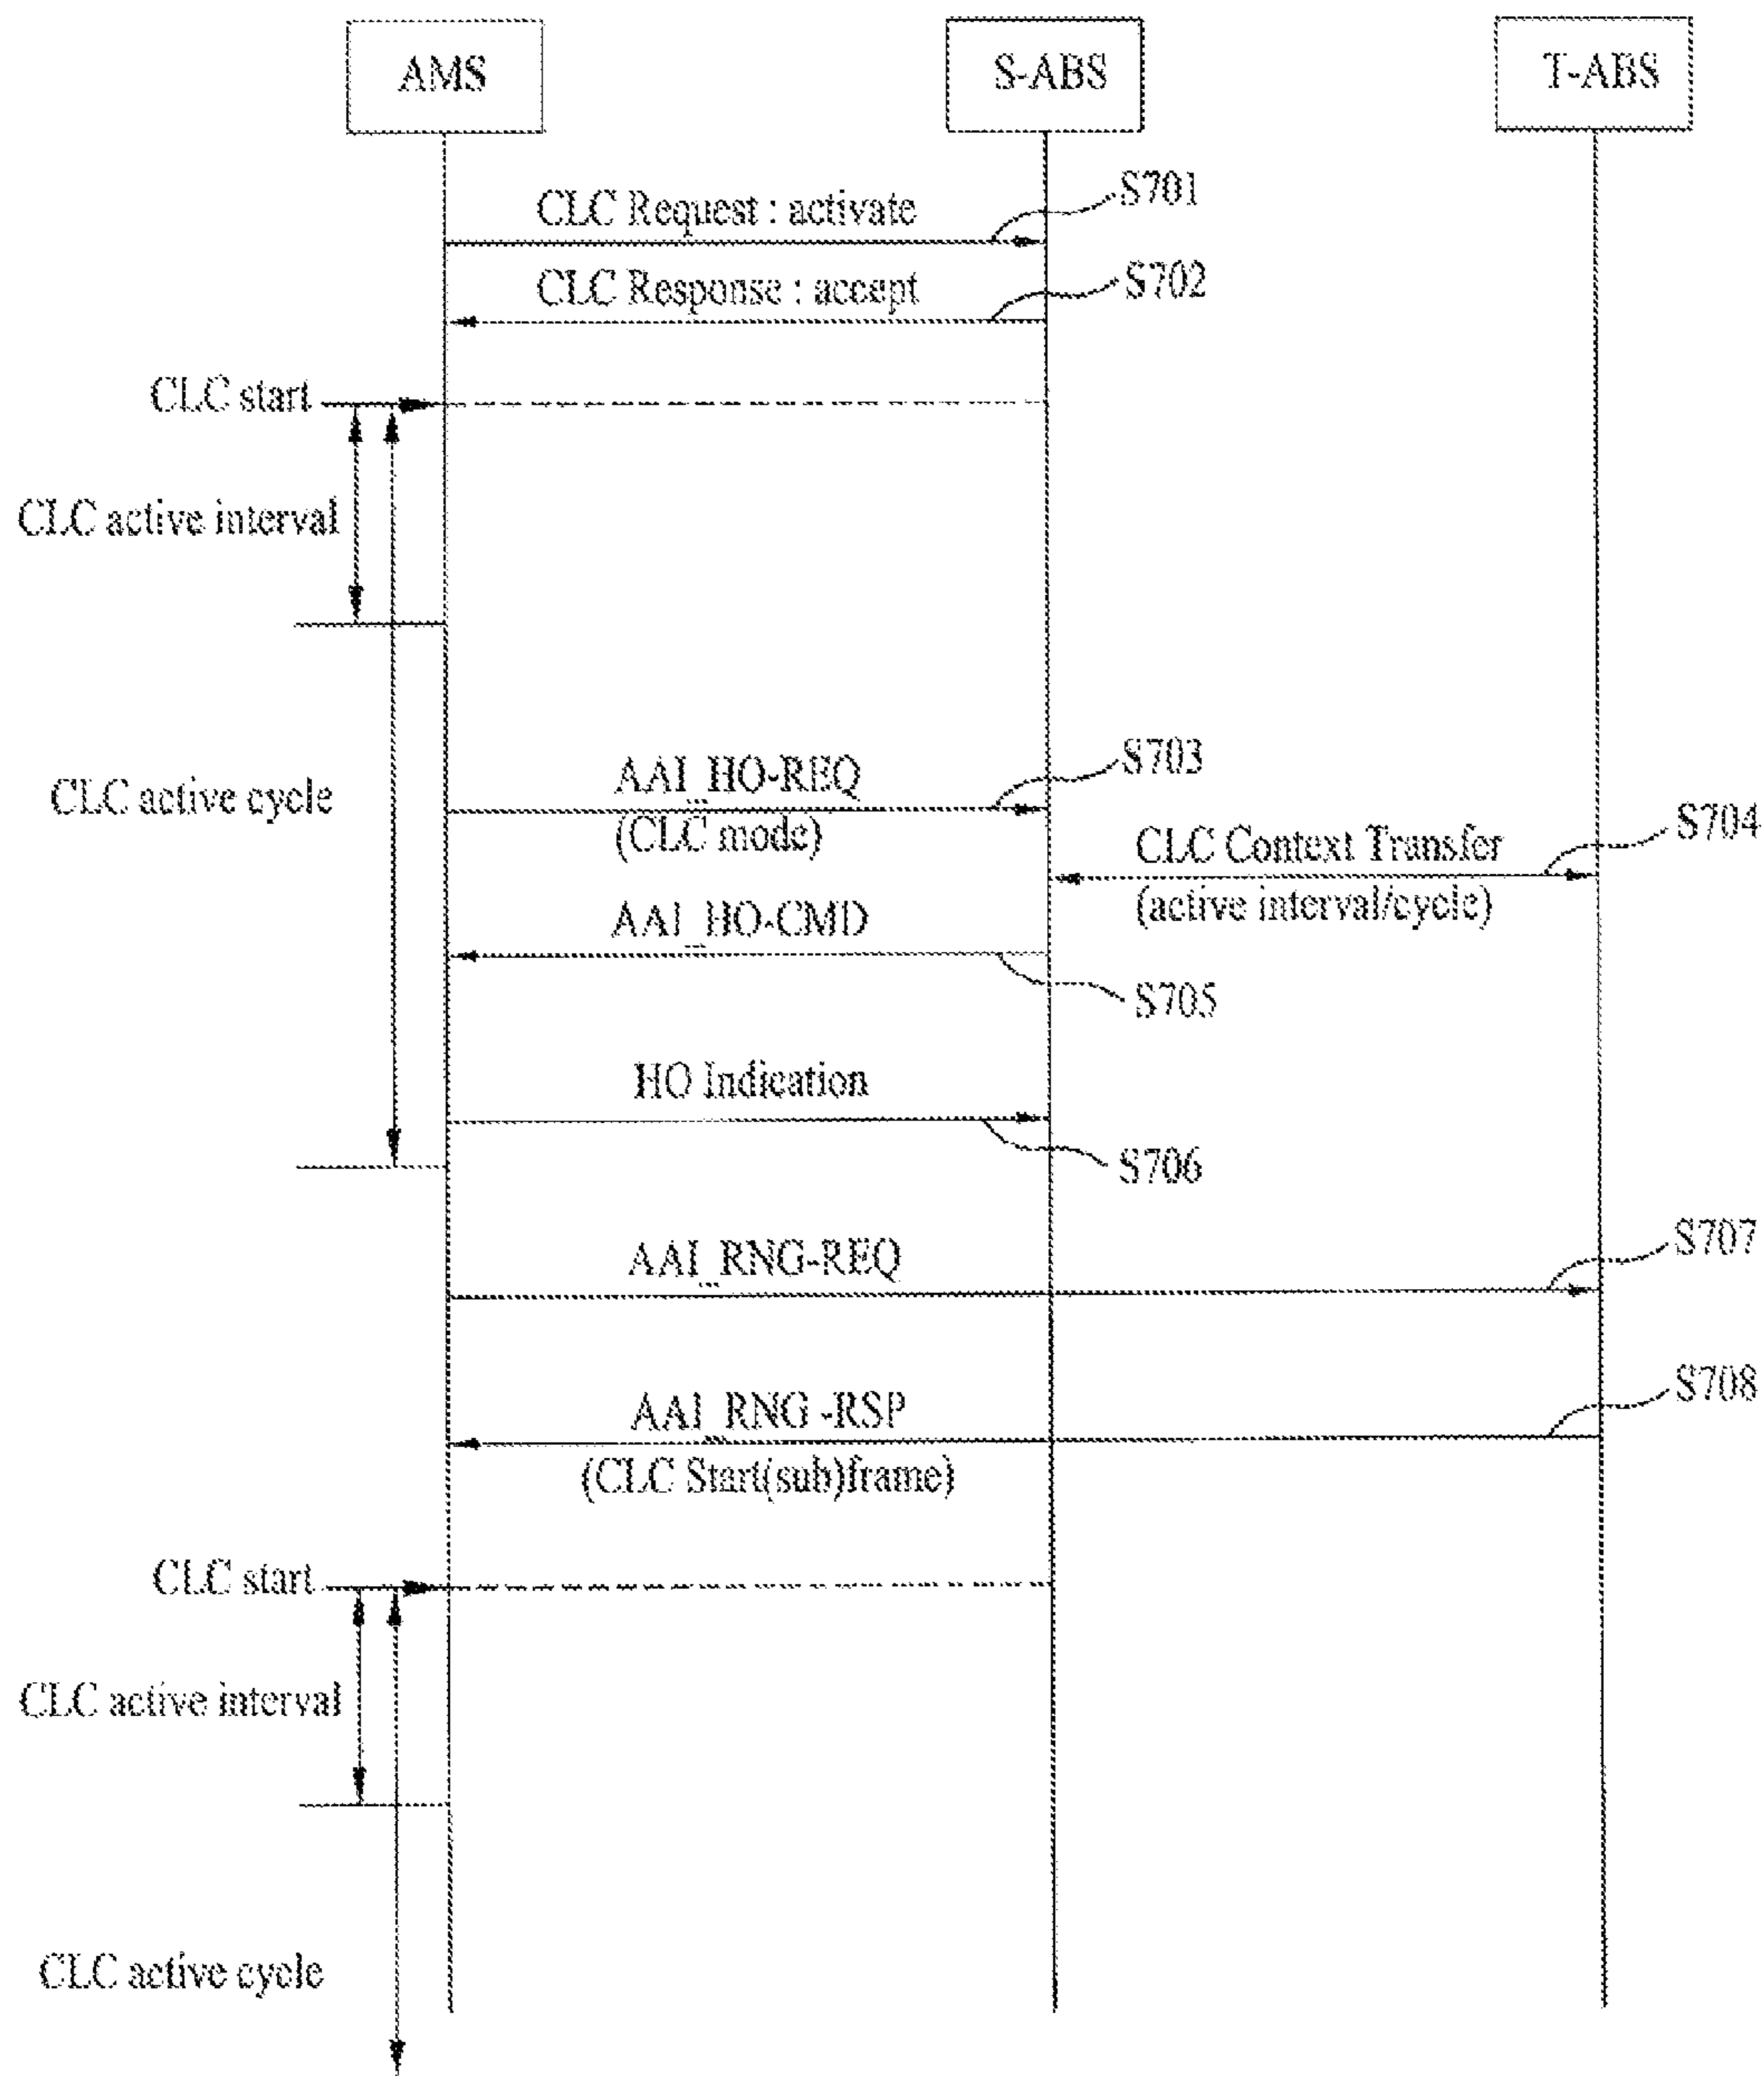 AMS
S-ABS
T-ABS
CLC Request : activate
S701
CLC Response : accept
S702
CLC start
CLC active interval
CLC active cycle
AAI_HO-REQ
(CLC mode)
S703
CLC Context Transfer
(active interval/cycle)
S704
AAI_HO-CMD
S705
HO Indication
S706
AAI_RNG-REQ
S707
AAI_RNG -RSP
(CLC Start(sub)frame)
S708
CLC start
CLC active interval
CLC active cycle